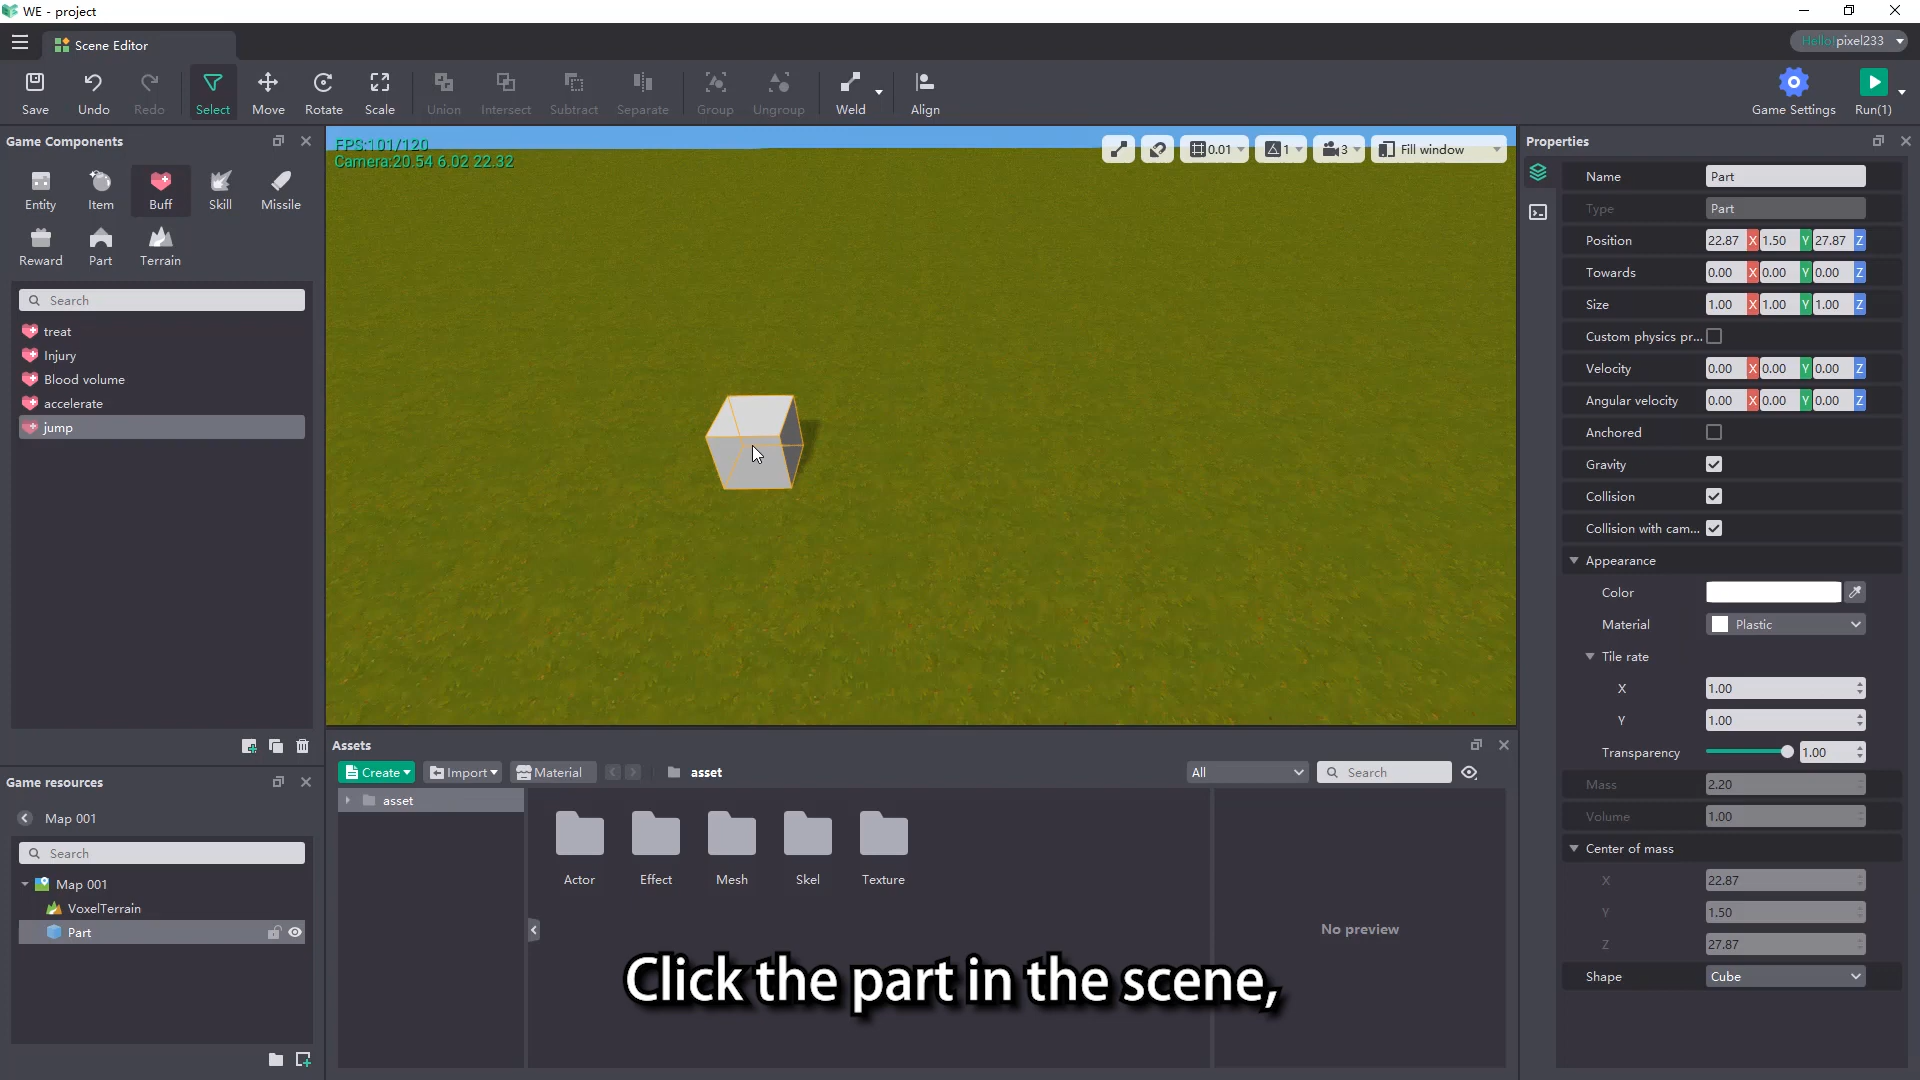 WE - project
Scene Editor
Hello! pixel233
Save
Undo
Redo
Select
Move
Rotate
Scale
Union
Intersect
Subtract
Separate
Group
Ungroup
Weld
Align
Game Settings
Run(1)
Game Components
Entity
Item
Buff
Skill
Missile
Reward
Part
Terrain
Search
treat
Injury
Blood volume
accelerate
jump
Game resources
Map 001
Search
Map 001
VoxelTerrain
Part
FPS:101/120
Camera:20.54 6.02 22.32
0.01
1
3
Fill window
Assets
Create
Import
Material
asset
All
Search
asset
Actor
Effect
Mesh
Skel
Texture
No preview
Click the part in the scene,
Properties
Name Part
Type Part
Position 22.87 X 1.50 Y 27.87 Z
Towards 0.00 X 0.00 Y 0.00 Z
Size 1.00 X 1.00 Y 1.00 Z
Custom physics pr...
Velocity 0.00 X 0.00 Y 0.00 Z
Angular velocity 0.00 X 0.00 Y 0.00 Z
Anchored
Gravity
Collision
Collision with cam...
Appearance
Color
Material Plastic
Tile rate
X 1.00
Y 1.00
Transparency 1.00
Mass 2.20
Volume 1.00
Center of mass
X 22.87
Y 1.50
Z 27.87
Shape Cube